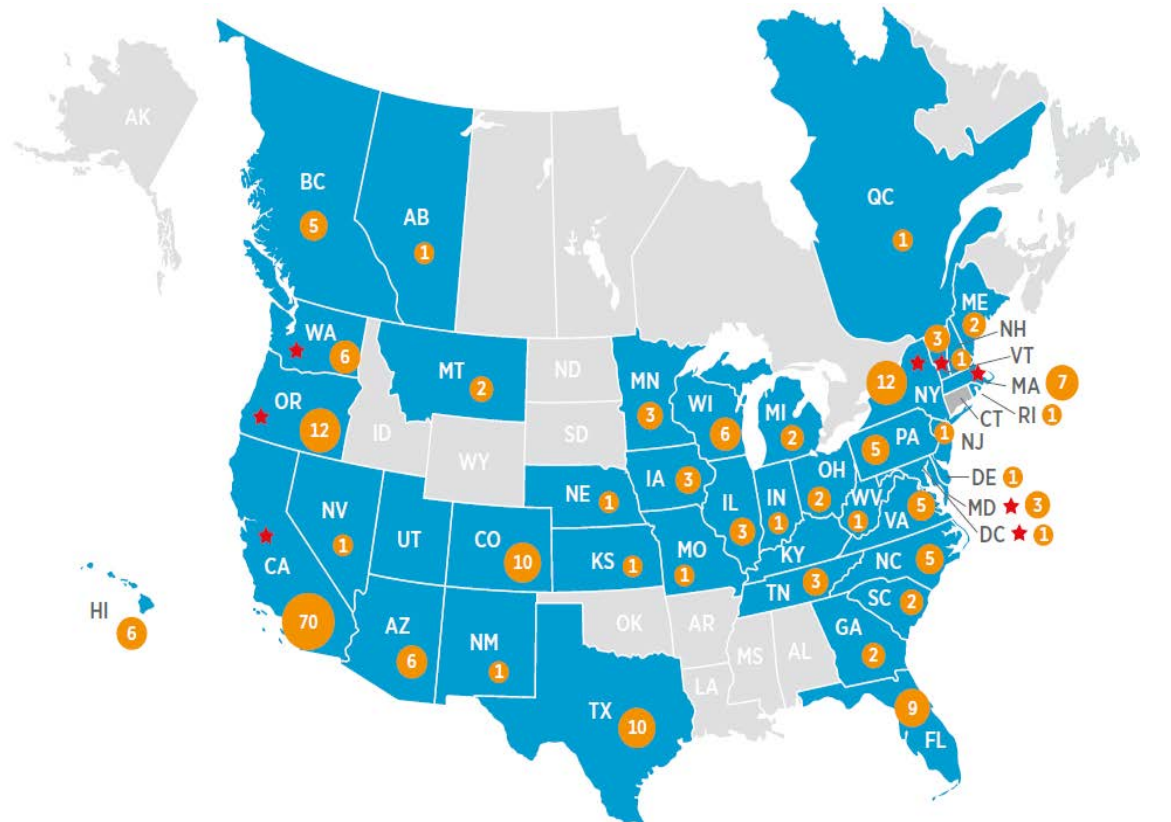 AK
BC
5
AB
1
QC
1
WA
6
MT
2
ND
MN
3
WI
6
MI
2
ME
2
NH
3
VT
1
12
NY
MA 7
CT
RI 1
OR
12
ID
SD
WY
IA 3
PA
5
1
NJ
NE 1
IL
3
IN
1
OH
2
WV
1
VA
5
DE 1
MD 3
DC 1
NV
1
UT
CO
10
KS 1
MO
1
KY
CA
70
TN 3
NC 5
SC 2
HI
6
AZ
6
NM
1
OK
AR
MS
AL
GA
2
LA
TX
10
9
FL